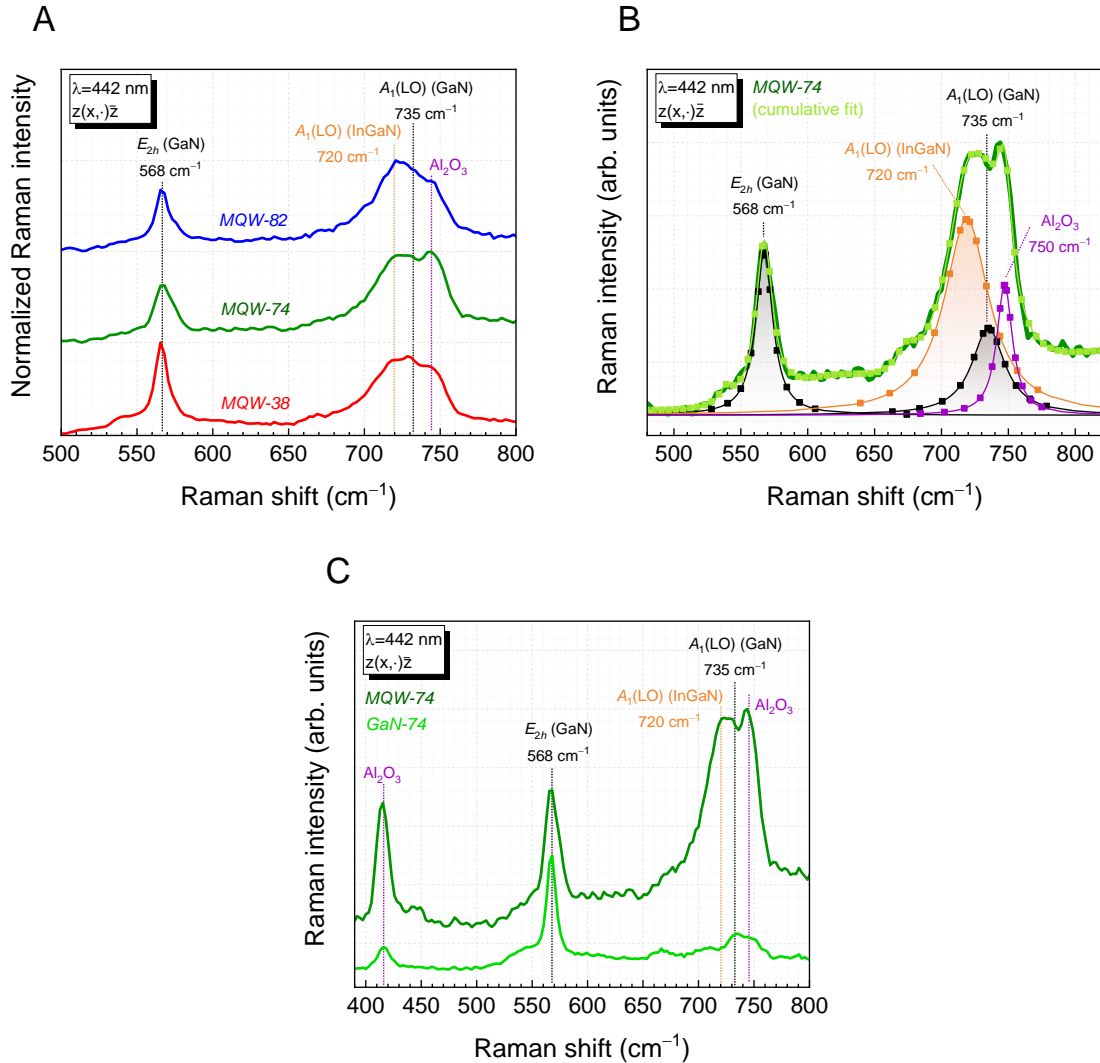 A
Normalized Raman intensity
λ=442 nm
z(x,·)z̄
A₁(LO) (GaN)
735 cm⁻¹
A₁(LO) (InGaN)
720 cm⁻¹
E₂ₕ (GaN)
568 cm⁻¹
Al₂O₃
MQW-82
MQW-74
MQW-38
500 550 600 650 700 750 800
Raman shift (cm⁻¹)
B
Raman intensity (arb. units)
λ=442 nm
z(x,·)z̄
MQW-74
(cumulative fit)
A₁(LO) (GaN)
735 cm⁻¹
A₁(LO) (InGaN)
720 cm⁻¹
E₂ₕ (GaN)
568 cm⁻¹
Al₂O₃
750 cm⁻¹
500 550 600 650 700 750 800
Raman shift (cm⁻¹)
C
Raman intensity (arb. units)
λ=442 nm
z(x,·)z̄
MQW-74
GaN-74
A₁(LO) (GaN)
735 cm⁻¹
A₁(LO) (InGaN)
720 cm⁻¹
Al₂O₃
E₂ₕ (GaN)
568 cm⁻¹
Al₂O₃
400 450 500 550 600 650 700 750 800
Raman shift (cm⁻¹)